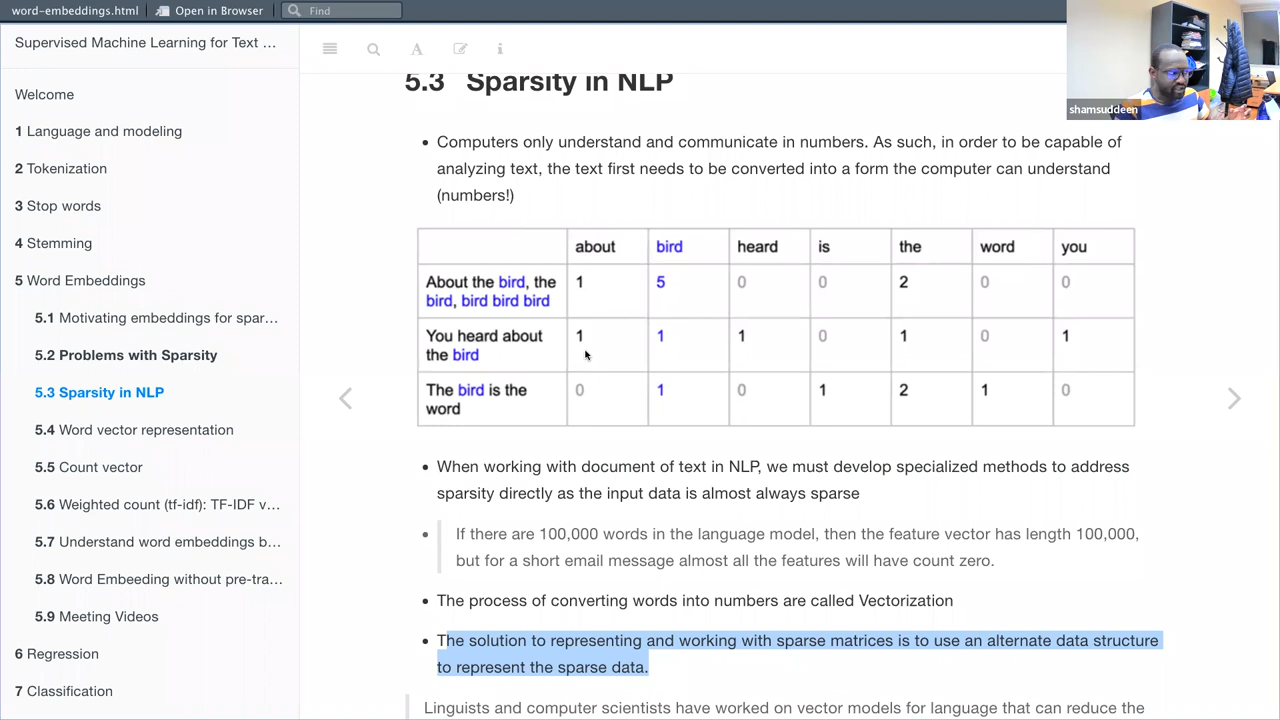 word-embeddings.html
Open in Browser
Find
Supervised Machine Learning for Text ...
Welcome
1 Language and modeling
2 Tokenization
3 Stop words
4 Stemming
5 Word Embeddings
5.1 Motivating embeddings for spar...
5.2 Problems with Sparsity
5.3 Sparsity in NLP
5.4 Word vector representation
5.5 Count vector
5.6 Weighted count (tf-idf): TF-IDF v...
5.7 Understand word embeddings b...
5.8 Word Embeeding without pre-tra...
5.9 Meeting Videos
6 Regression
7 Classification
shamsuddeen
5.3 Sparsity in NLP
Computers only understand and communicate in numbers. As such, in order to be capable of
analyzing text, the text first needs to be converted into a form the computer can understand
(numbers!)
about bird heard is the word you
About the bird, the
bird, bird bird bird
1 5 0 0 2 0 0
You heard about
the bird
1 1 1 0 1 0 1
The bird is the
word
0 1 0 1 2 1 0
When working with document of text in NLP, we must develop specialized methods to address
sparsity directly as the input data is almost always sparse
If there are 100,000 words in the language model, then the feature vector has length 100,000,
but for a short email message almost all the features will have count zero.
The process of converting words into numbers are called Vectorization
The solution to representing and working with sparse matrices is to use an alternate data structure
to represent the sparse data.
Linguists and computer scientists have worked on vector models for language that can reduce the